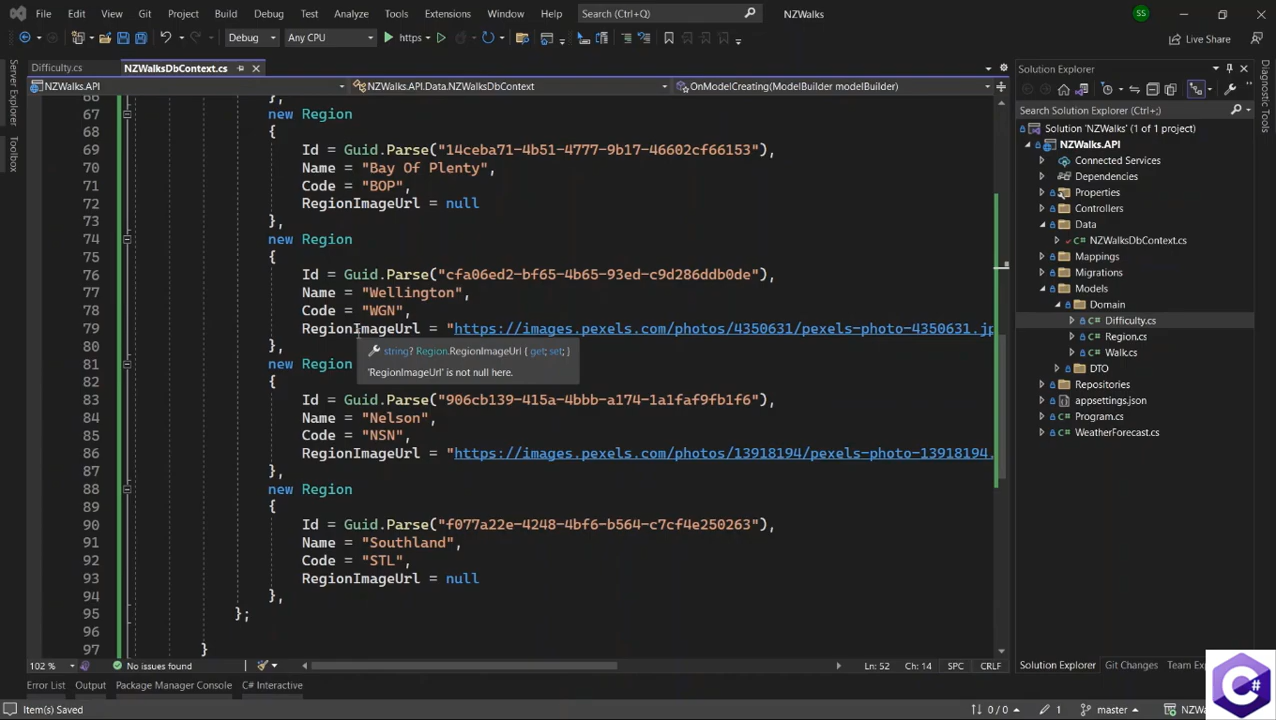 File Edit View Git Project Build Debug Test Analyze Tools Extensions Window Help Search (Ctrl+Q) NZWalks SS
Debug Any CPU https Live Share
Server Explorer
Toolbox
Diagnostic Tools
Difficulty.cs NZWalksDbContext.cs
NZWalks.API NZWalks.API.Data.NZWalksDbContext OnModelCreating(ModelBuilder modelBuilder)
66 },
67 new Region
68 {
69 Id = Guid.Parse("14ceba71-4b51-4777-9b17-46602cf66153"),
70 Name = "Bay Of Plenty",
71 Code = "BOP",
72 RegionImageUrl = null
73 },
74 new Region
75 {
76 Id = Guid.Parse("cfa06ed2-bf65-4b65-93ed-c9d286ddb0de"),
77 Name = "Wellington",
78 Code = "WGN",
79 RegionImageUrl = "https://images.pexels.com/photos/4350631/pexels-photo-4350631.jp
80 },
string? Region.RegionImageUrl { get; set; }
'RegionImageUrl' is not null here.
81 new Region
82 {
83 Id = Guid.Parse("906cb139-415a-4bbb-a174-1a1faf9fb1f6"),
84 Name = "Nelson",
85 Code = "NSN",
86 RegionImageUrl = "https://images.pexels.com/photos/13918194/pexels-photo-13918194.
87 },
88 new Region
89 {
90 Id = Guid.Parse("f077a22e-4248-4bf6-b564-c7cf4e250263"),
91 Name = "Southland",
92 Code = "STL",
93 RegionImageUrl = null
94 },
95 };
96
97 }
102 % No issues found Ln: 52 Ch: 14 SPC CRLF
Error List Output Package Manager Console C# Interactive
Item(s) Saved 0 / 0 1 master NZW
Solution Explorer
Search Solution Explorer (Ctrl+;)
Solution 'NZWalks' (1 of 1 project)
NZWalks.API
Connected Services
Dependencies
Properties
Controllers
Data
C# NZWalksDbContext.cs
Mappings
Migrations
Models
Domain
C# Difficulty.cs
C# Region.cs
C# Walk.cs
DTO
Repositories
appsettings.json
C# Program.cs
C# WeatherForecast.cs
Solution Explorer Git Changes Team Exp
C#